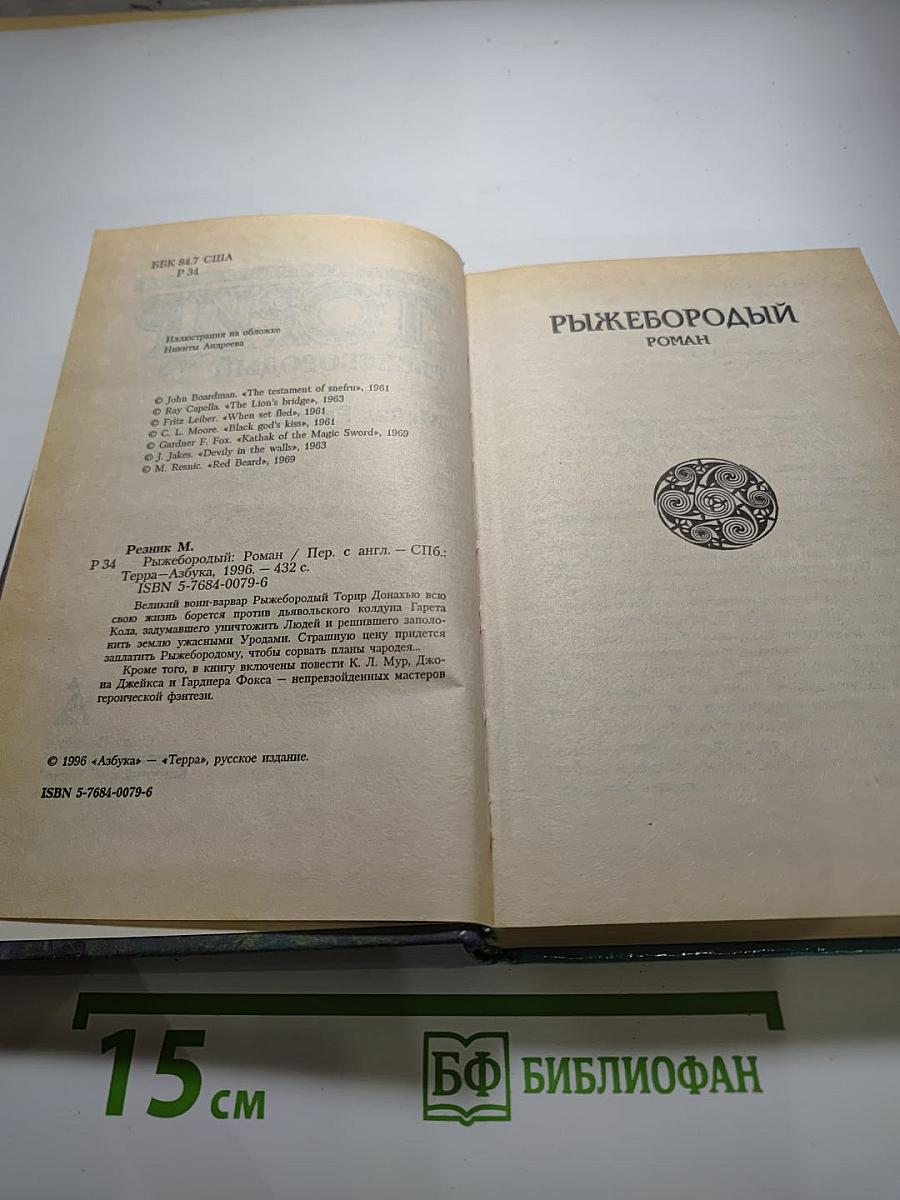 ББК 84.7 США
Р 34
Иллюстрация на обложке
Никиты Андреева
© John Boardman. «The testament of snefru», 1961
© Ray Capella. «The Lion's bridge», 1963
© Fritz Leiber. «When set fled», 1961
© C. L. Moore. «Black god's kiss», 1961
© Gardner F. Fox. «Kathak of the Magic Sword», 1969
© J. Jakes. «Devily in the walls», 1963
© M. Resnic. «Red Beard», 1969
Резник М.
Р 34 Рыжебородый: Роман / Пер. с англ. — СПб.:
Терра—Азбука, 1996. — 432 с.
ISBN 5-7684-0079-6
Великий воин-варвар Рыжебородый Торир Донахью всю
свою жизнь борется против дьявольского колдуна Гарета
Кола, задумавшего уничтожить Людей и решившего заполо-
нить землю ужасными Уродами. Страшную цену придется
заплатить Рыжебородому, чтобы сорвать планы чародея...
Кроме того, в книгу включены повести К. Л. Мур, Джо-
на Джейкса и Гарднера Фокса — непревзойденных мастеров
героической фэнтези.
© 1996 «Азбука» — «Терра», русское издание.
ISBN 5-7684-0079-6
РЫЖЕБОРОДЫЙ
РОМАН
15 см
БФ БИБЛИОФАН